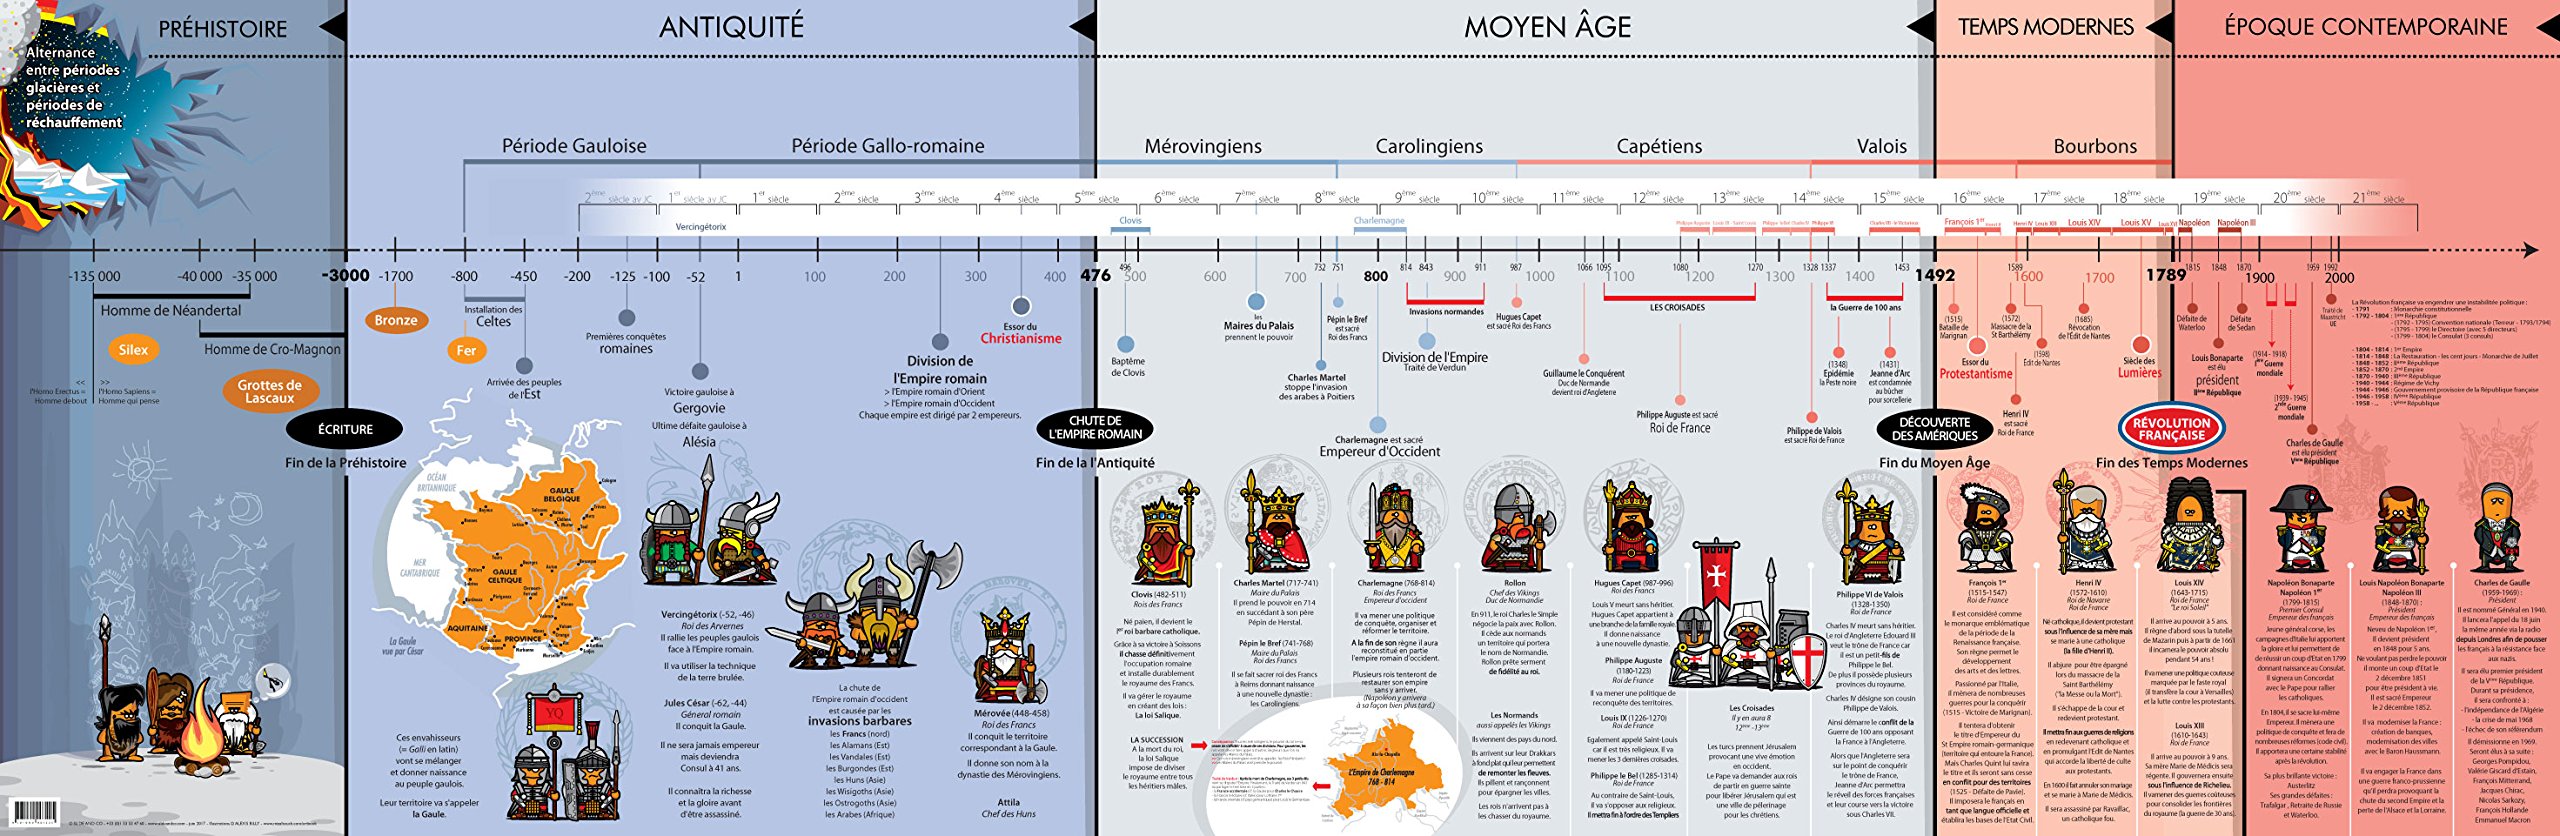 PRÉHISTOIRE
ANTIQUITÉ
MOYEN ÂGE
TEMPS MODERNES
ÉPOQUE CONTEMPORAINE
Alternance
entre périodes
glacières et
périodes de
réchauffement
Période Gauloise
Période Gallo-romaine
Mérovingiens
Carolingiens
Capétiens
Valois
Bourbons
2ème siècle av JC
1er siècle av JC
1er siècle
2ème siècle
3ème siècle
4ème siècle
5ème siècle
6ème siècle
7ème siècle
8ème siècle
9ème siècle
10ème siècle
11ème siècle
12ème siècle
13ème siècle
14ème siècle
15ème siècle
16ème siècle
17ème siècle
18ème siècle
19ème siècle
20ème siècle
21ème siècle
Vercingétorix
Clovis
Charlemagne
François 1er
Henri IV
Louis XIII
Louis XIV
Louis XV
Napoléon
Napoléon III
-135 000
-40 000
-35 000
-3000
-1700
-800
-450
-200
-125
-100
-52
1
100
200
300
400
476
496
500
600
700
732
751
800
814
843
900
911
987
1000
1066
1095
1100
1080
1200
1270
1300
1328
1337
1400
1453
1492
1589
1600
1700
1789
1815
1848
1870
1900
1959
1992
2000
Homme de Néandertal
Homme de Cro-Magnon
Silex
Grottes de
Lascaux
<<
l'Homo Erectus =
Homme debout
>>
l'Homo Sapiens =
Homme qui pense
ÉCRITURE
Fin de la Préhistoire
Bronze
Installation des
Celtes
Fer
Arrivée des peuples
de l'Est
Premières conquêtes
romaines
Victoire gauloise à
Gergovie
Ultime défaite gauloise à
Alésia
Division de
l'Empire romain
> l'Empire romain d'Orient
> l'Empire romain d'Occident
Chaque empire est dirigé par 2 empereurs.
Essor du
Christianisme
CHUTE DE
L'EMPIRE ROMAIN
Fin de la l'Antiquité
Baptême
de Clovis
les
Maires du Palais
prennent le pouvoir
Charles Martel
stoppe l'invasion
des arabes à Poitiers
Pépin le Bref
est sacré
Roi des Francs
Charlemagne est sacré
Empereur d'Occident
Invasions normandes
Division de l'Empire
Traité de Verdun
Hugues Capet
est sacré Roi des Francs
Guillaume le Conquérent
Duc de Normandie
devient roi d'Angleterre
LES CROISADES
Philippe Auguste est sacré
Roi de France
Philippe de Valois
est sacré Roi de France
la Guerre de 100 ans
(1348)
Epidémie
la Peste noire
(1431)
Jeanne d'Arc
est condamnée
au bûcher
pour sorcellerie
DÉCOUVERTE
DES AMÉRIQUES
Fin du Moyen Âge
(1515)
Bataille de
Marignan
Essor du
Protestantisme
(1572)
Massacre de la
St Barthélémy
(1598)
Edit de Nantes
Henri IV
est sacré
Roi de France
(1685)
Révocation
de l'Edit de Nantes
Siècle des
Lumières
RÉVOLUTION
FRANÇAISE
Fin des Temps Modernes
Défaite de
Waterloo
Louis Bonaparte
est élu
président
IIème République
Défaite
de Sedan
(1914 - 1918)
1ère Guerre
mondiale
(1939 - 1945)
2nde Guerre
mondiale
Charles de Gaulle
est élu président
Vème République
Traité de
Maastricht
UE
La Révolution française va engendrer une instabilité politique :
- 1791 : Monarchie constitutionnelle
- 1792 - 1804 : 1ère République
- (1792 - 1795) Convention nationale (Terreur - 1793/1794)
- (1795 - 1799) le Directoire (avec 5 directeurs)
- (1799 - 1804) le Consulat (3 consuls)
- 1804 - 1814 : 1er Empire
- 1814 - 1848 : La Restauration - les cent jours - Monarchie de Juillet
- 1848 - 1852 : IIème République
- 1852 - 1870 : 2nd Empire
- 1870 - 1940 : IIIème République
- 1940 - 1944 : Régime de Vichy
- 1944 - 1946 : Gouvernement provisoire de la République française
- 1946 - 1958 : IVème République
- 1958 - ... : Vème République
OCÉAN
BRITANNIQUE
MER
CANTABRIQUE
GAULE
BELGIQUE
GAULE
CELTIQUE
AQUITAINE
PROVINCE
La Gaule
vue par César
Ces envahisseurs
(= Galli en latin)
vont se mélanger
et donner naissance
au peuple gaulois.
Leur territoire va s'appeler
la Gaule.
Vercingétorix (-52, -46)
Roi des Arvernes
Il rallie les peuples gaulois
face à l'Empire romain.
Il va utiliser la technique
de la terre brulée.
Jules César (-62, -44)
Général romain
Il conquit la Gaule.
Il ne sera jamais empereur
mais deviendra
Consul à 41 ans.
Il connaîtra la richesse
et la gloire avant
d'être assassiné.
La chute de
l'Empire romain d'occident
est causée par les
invasions barbares
les Francs (nord)
les Alamans (Est)
les Vandales (Est)
les Burgondes (Est)
les Huns (Asie)
les Wisigoths (Asie)
les Ostrogoths (Asie)
les Arabes (Afrique)
Mérovée (448-458)
Roi des Francs
Il conquit le territoire
correspondant à la Gaule.
Il donne son nom à la
dynastie des Mérovingiens.
Attila
Chef des Huns
Clovis (482-511)
Rois des Francs
Né païen, il devient le
1er roi barbare catholique.
Grâce à sa victoire à Soissons
il chasse définitivement
l'occupation romaine
et installe durablement
le royaume des Francs.
Il va gérer le royaume
en créant des lois :
La loi Salique.
LA SUCCESSION
A la mort du roi,
la loi Salique
impose de diviser
le royaume entre tous
les héritiers mâles.
Charles Martel (717-741)
Maire du Palais
Il prend le pouvoir en 714
en succédant à son père
Pépin de Herstal.
Pépin le Bref (741-768)
Maire du Palais
Roi des Francs
Il se fait sacrer roi des Francs
à Reims donnant naissance
à une nouvelle dynastie :
les Carolingiens.
Charlemagne (768-814)
Roi des Francs
Empereur d'occident
Il va mener une politique
de conquête, organiser et
réformer le territoire.
A la fin de son règne il aura
reconstitué en partie
l'empire romain d'occident.
Plusieurs rois tenteront de
restaurer son empire
sans y arriver.
(Napoléon y arrivera
à sa façon bien plus tard.)
Aix-la-Chapelle
L'Empire de Charlemagne
768 - 814
Rollon
Chef des Vikings
Duc de Normandie
En 911, le roi Charles le Simple
négocie la paix avec Rollon.
Il cède aux normands
un territoire qui portera
le nom de Normandie.
Rollon prête serment
de fidélité au roi.
Les Normands
aussi appelés les Vikings
Ils viennent des pays du nord.
Ils arrivent sur leur Drakkars
à fond plat qui leur permettent
de remonter les fleuves.
Ils pillent et rançonnent
pour épargner les villes.
Les rois n'arrivent pas à
les chasser du royaume.
Hugues Capet (987-996)
Roi des Francs
Louis V meurt sans héritier.
Hugues Capet appartient à
une branche de la famille royale.
Il donne naissance
à une nouvelle dynastie.
Philippe Auguste
(1180-1223)
Roi de France
Il va mener une politique de
reconquête des territoires.
Louis IX (1226-1270)
Roi de France
Egalement appelé Saint-Louis
car il est très religieux. Il va
mener les 3 dernières croisades.
Philippe le Bel (1285-1314)
Roi de France
Au contraire de Saint-Louis,
il va s'opposer aux religieux.
Il mettra fin à l'ordre des Templiers
Les Croisades
Il y en aura 8
12ème -13ème
Les turcs prennent Jérusalem
provocant une vive émotion
en occident.
Le Pape va demander aux rois
de partir en guerre sainte
pour libérer Jérusalem qui est
une ville de pélerinage
pour les chrétiens.
Philippe VI de Valois
(1328-1350)
Roi de France
Charles IV meurt sans héritier.
Le roi d'Angleterre Edouard III
veut le trône de France car
il est un petit-fils de
Philippe le Bel.
De plus il possède plusieurs
provinces du royaume.
Charles IV désigne son cousin
Philippe de Valois.
Ainsi démarre le conflit de la
Guerre de 100 ans opposant
la France à l'Angleterre.
Alors que l'Angleterre sera
sur le point de conquérir
le trône de France,
Jeanne d'Arc permettra
le réveil des forces françaises
et leur course vers la victoire
sous Charles VII.
François 1er
(1515-1547)
Roi de France
Il est considéré comme
le monarque emblématique
de la période de la
Renaissance française.
Son règne permet le
développement
des arts et des lettres.
Passionné par l'Italie,
il mènera de nombreuses
guerres pour la conquérir
(1515 - Victoire de Marignan).
Il tentera d'obtenir
le titre d'Empereur du
St Empire romain-germanique
(territoire qui entoure la France).
Mais Charles Quint lui ravira
le titre et ils seront sans cesse
en conflit pour des territoires
(1525 - Défaite de Pavie).
Il imposera le français en
tant que langue officielle et
établira les bases de l'Etat Civil.
Henri IV
(1572-1610)
Roi de Navarre
Roi de France
Né catholique, il devient protestant
sous l'influence de sa mère mais
se marie à une catholique
(la fille d'Henri II).
Il abjure pour être épargné
lors du massacre de la
Saint Barthélémy
("la Messe ou la Mort").
Il s'échappe de la cour et
redevient protestant.
Il mettra fin aux guerres de religions
en redevenant catholique et
en promulguant l'Edit de Nantes
qui accorde la liberté de culte
aux protestants.
En 1600 il fait annuler son mariage
et se marie à Marie de Médicis.
Il sera assassiné par Ravaillac,
un catholique fou.
Louis XIV
(1643-1715)
Roi de France
"Le roi Soleil"
Il arrive au pouvoir à 5 ans.
Il règne d'abord sous la tutelle
de Mazarin puis à partir de 1661
il incarnera le pouvoir absolu
pendant 54 ans !
Il va mener une politique couteuse
marquée par le faste royal
(il transfère la cour à Versailles)
et la lutte contre les protestants.
Louis XIII
(1610-1643)
Roi de France
Il arrive au pouvoir à 9 ans.
Sa mère Marie de Médicis sera
régente. Il gouvernera ensuite
sous l'influence de Richelieu.
Il va mener des guerres coûteuses
pour consolider les frontières
du royaume (la guerre de 30 ans).
Napoléon Bonaparte
Napoléon 1er
(1799-1815)
Premier Consul
Empereur des français
Jeune général corse, les
campagnes d'Italie lui apportent
la gloire et lui permettent de
de réussir un coup d'Etat en 1799
donnant naissance au Consulat.
Il signera un Concordat
avec le Pape pour rallier
les catholiques.
En 1804, il se sacre lui-même
Empereur. Il mènera une
politique de conquête et fera de
nombreuses réformes (code civil).
Il apportera une certaine stabilité
après la révolution.
Sa plus brillante victoire :
Austerlitz
Ses grandes défaites :
Trafalgar, Retraite de Russie
et Waterloo.
Louis Napoléon Bonaparte
Napoléon III
(1848-1870) :
Président
Empereur des français
Neveu de Napoléon 1er,
il devient président
en 1848 pour 5 ans.
Ne voulant pas perdre le pouvoir
il monte un coup d'Etat le
2 décembre 1851
pour être président à vie.
Il est sacré Empereur
le 2 décembre 1852.
Il va moderniser la France :
création de banques,
modernisation des villes
avec le Baron Haussmann.
Il va engager la France dans
une guerre franco-prussienne
qu'il perdra provoquant la
chute du second Empire et la
perte de l'Alsace et la Lorraine.
Charles de Gaulle
(1959-1969) :
Président
Il est nommé Général en 1940.
Il lancera l'appel du 18 juin
la même année via la radio
depuis Londres afin de pousser
les français à la résistance face
aux nazis.
Il sera élu premier président
de la Vème République.
Durant sa présidence,
il sera confronté à :
- l'indépendance de l'Algérie
- la crise de mai 1968
- l'échec de son référendum
Il démissionna en 1969.
Seront élus à sa suite :
Georges Pompidou,
Valérie Giscard d'Estain,
François Mitterrand,
Jacques Chirac,
Nicolas Sarkozy,
François Hollande
Emmanuel Macron